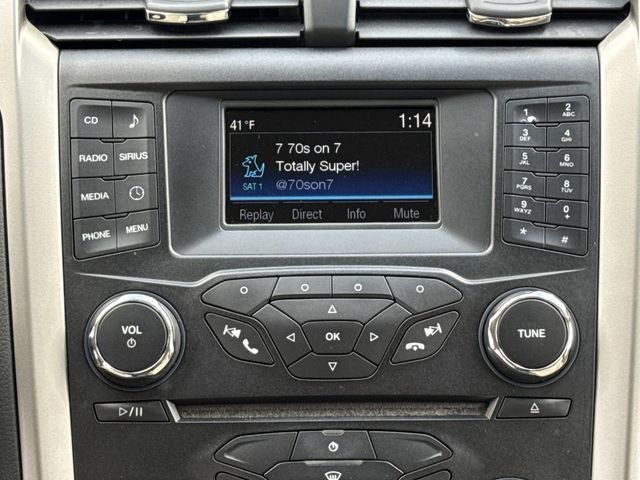 41°F 1:14
7 70s on 7
Totally Super!
SAT 1 @70son7
Replay Direct Info Mute
CD
RADIO SIRIUS
MEDIA
PHONE MENU
1 2 ABC
3 DEF 4 GHI
5 JKL 6 MNO
7 PQRS 8 TUV
9 WXYZ 0 +
* #
VOL
OK
TUNE